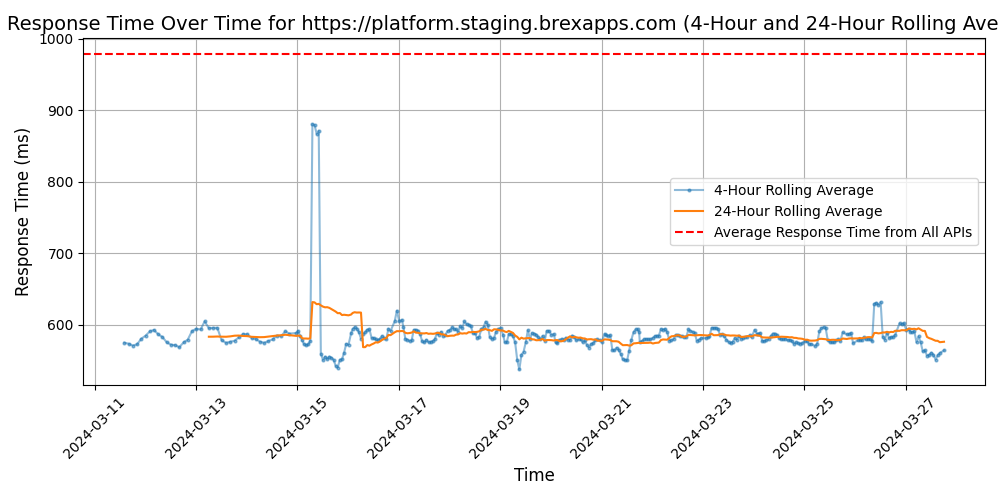 Response Time Over Time for https://platform.staging.brexapps.com (4-Hour and 24-Hour Rolling Ave
1000
900
800
700
600
Response Time (ms)
4-Hour Rolling Average
24-Hour Rolling Average
Average Response Time from All APIs
2024-03-11
2024-03-13
2024-03-15
2024-03-17
2024-03-19
2024-03-21
2024-03-23
2024-03-25
2024-03-27
Time